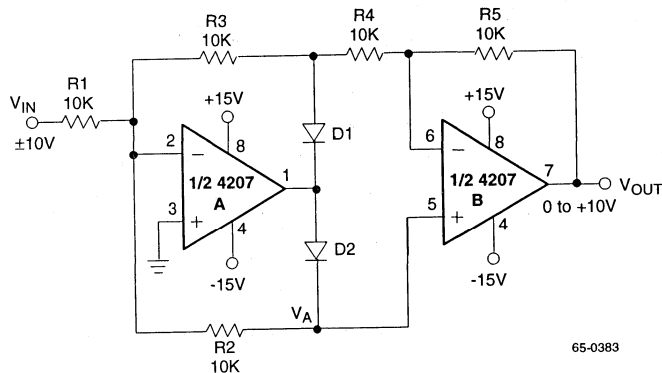 R3
10K
R4
10K
R5
10K
R1
10K
VIN
±10V
+15V
D1
+15V
2
−
8
1/2 4207
A
1
3
+
4
-15V
6
−
8
1/2 4207
B
7
5
+
4
-15V
VOUT
0 to +10V
D2
VA
R2
10K
65-0383